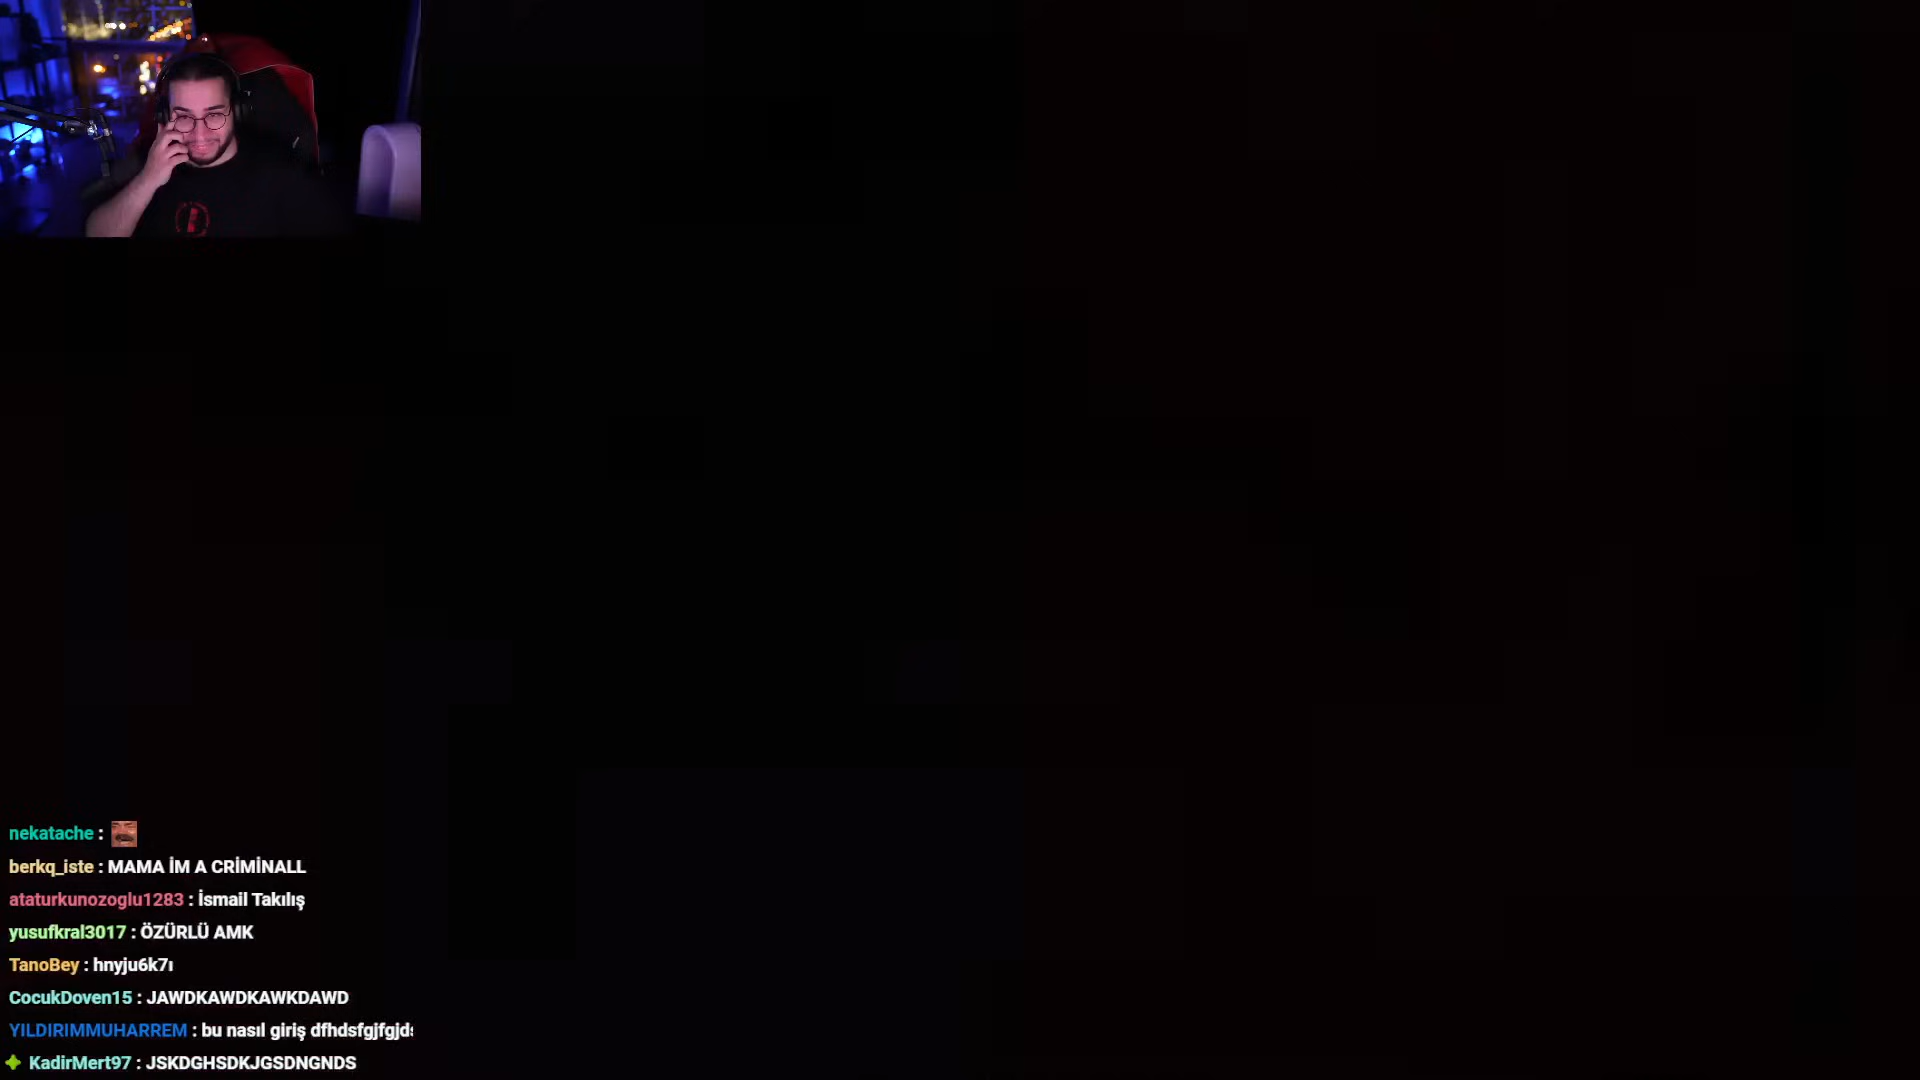 nekatache :
berkq_iste : MAMA İM A CRİMİNALL
ataturkunozoglu1283 : İsmail Takılış
yusufkral3017 : ÖZÜRLÜ AMK
TanoBey : hnyju6k7ı
CocukDoven15 : JAWDKAWDKAWKDAWD
YILDIRIMMUHARREM : bu nasıl giriş dfhdsfgjfgjds
KadirMert97 : JSKDGHSDKJGSDNGNDS